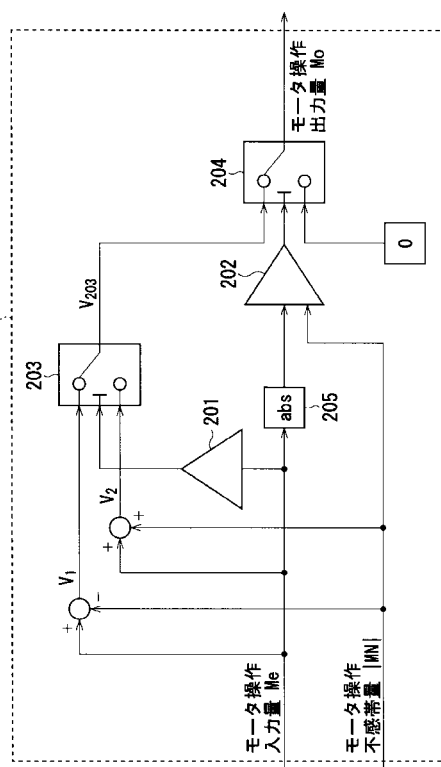 モータ操作
出力量 Mo
204
202
0
V203
203
201
abs
205
V2
+
+
V1
+
-
モータ操作
入力量 Me
モータ操作
不感帯量 |MN|